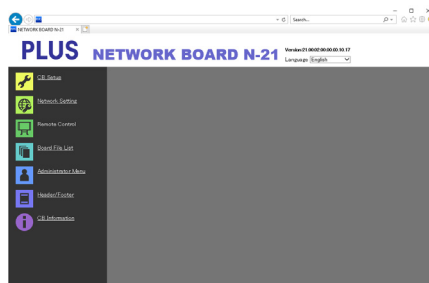 Search...
NETWORK BOARD N-21
PLUS NETWORK BOARD N-21
Version 21.00.02.00.00.00.10.17
Language English
CB Setup
Network Setting
Remote Control
Board File List
Administrator Menu
Header/Footer
CB Information